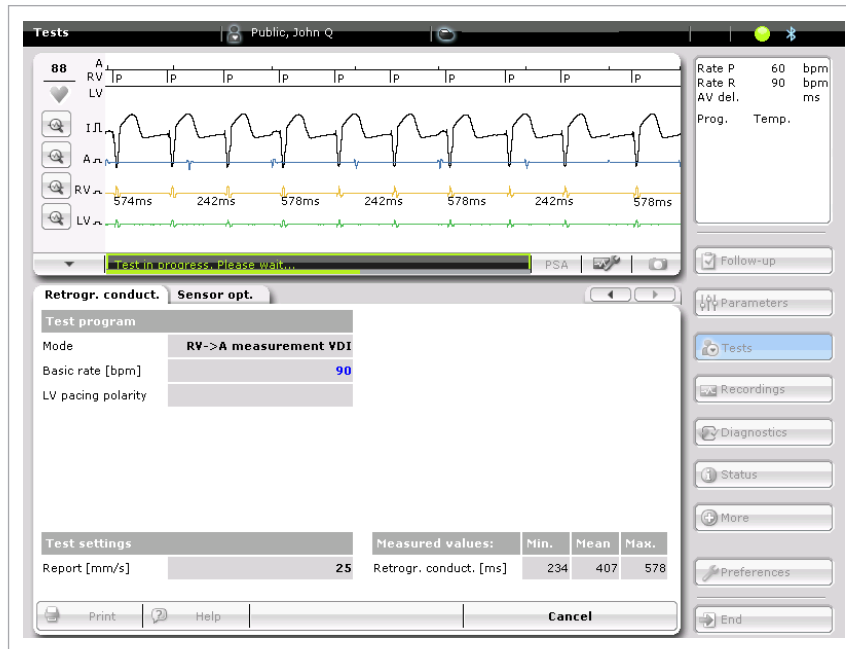 Tests Public, John Q
88 A
RV P P P P P P P P P
LV
I
A
RV
574ms 242ms 578ms 242ms 578ms 242ms 578ms
LV
Test in progress. Please wait... PSA
Rate P 60 bpm
Rate R 90 bpm
AV del. ms
Prog. Temp.
Follow-up
Parameters
Tests
Recordings
Diagnostics
Status
More
Preferences
End
Retrogr. conduct. Sensor opt.
Test program
Mode RV->A measurement VDI
Basic rate [bpm] 90
LV pacing polarity
Test settings
Report [mm/s] 25
Measured values: Min. Mean Max.
Retrogr. conduct. [ms] 234 407 578
Print Help Cancel